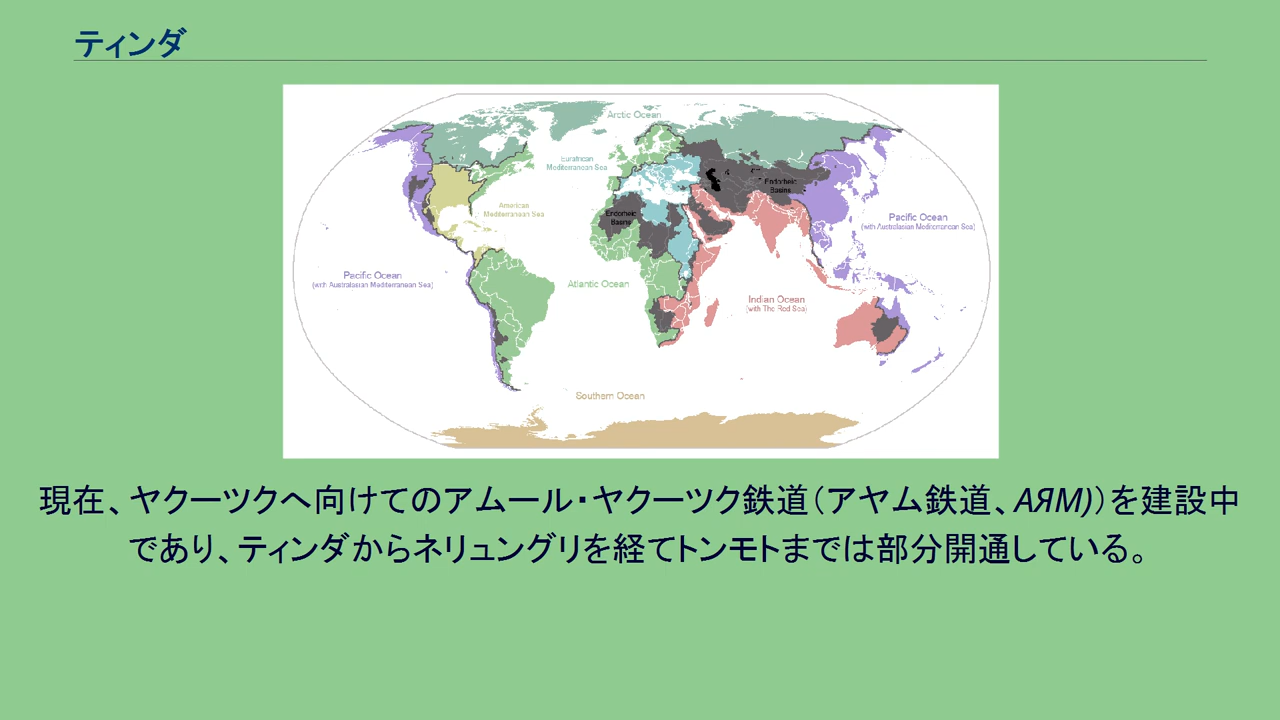 ティンダ
Arctic Ocean
Eurafrican
Mediterranean Sea
Endorheic
Basins
American
Mediterranean Sea
Endorheic
Basins
Pacific Ocean
(with Australasian Mediterranean Sea)
Pacific Ocean
(with Australasian Mediterranean Sea)
Atlantic Ocean
Indian Ocean
(with The Red Sea)
Southern Ocean
現在、ヤクーツクへ向けてのアムール・ヤクーツク鉄道（アヤム鉄道、АЯМ)）を建設中
であり、ティンダからネリュングリを経てトンモトまでは部分開通している。